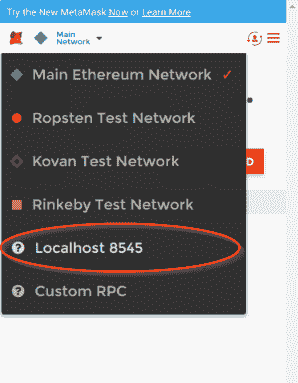 Try the New MetaMask Now or Learn More
Main
Network
Main Ethereum Network
Ropsten Test Network
Kovan Test Network
Rinkeby Test Network
? Localhost 8545
? Custom RPC
D